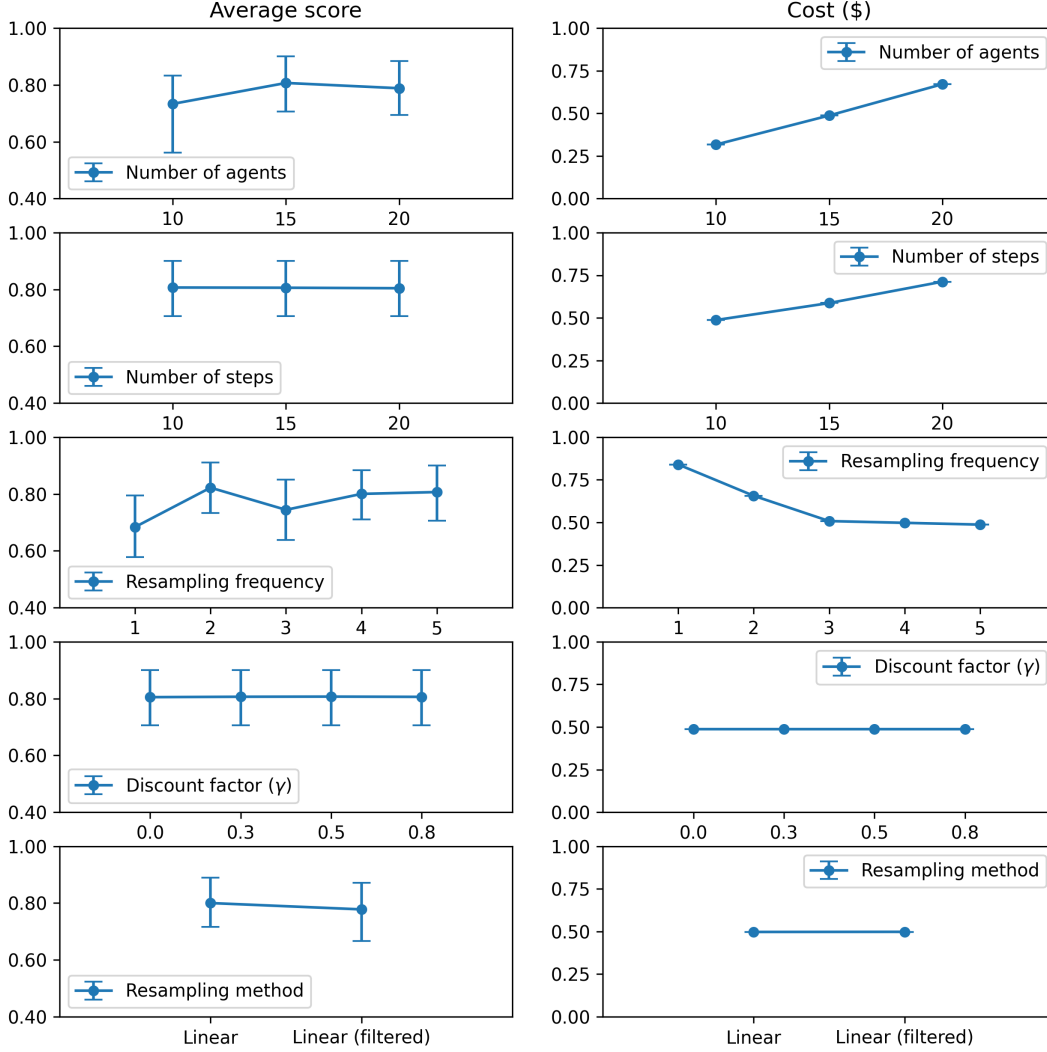 Average score
Cost ($)
1.00
0.80
0.60
0.40
Number of agents
10 15 20
1.00
0.75
0.50
0.25
0.00
Number of agents
10 15 20
1.00
0.80
0.60
0.40
Number of steps
10 15 20
1.00
0.75
0.50
0.25
0.00
Number of steps
10 15 20
1.00
0.80
0.60
0.40
Resampling frequency
1 2 3 4 5
1.00
0.75
0.50
0.25
0.00
Resampling frequency
1 2 3 4 5
1.00
0.80
0.60
0.40
Discount factor (γ)
0.0 0.3 0.5 0.8
1.00
0.75
0.50
0.25
0.00
Discount factor (γ)
0.0 0.3 0.5 0.8
1.00
0.80
0.60
0.40
Resampling method
Linear Linear (filtered)
1.00
0.75
0.50
0.25
0.00
Resampling method
Linear Linear (filtered)